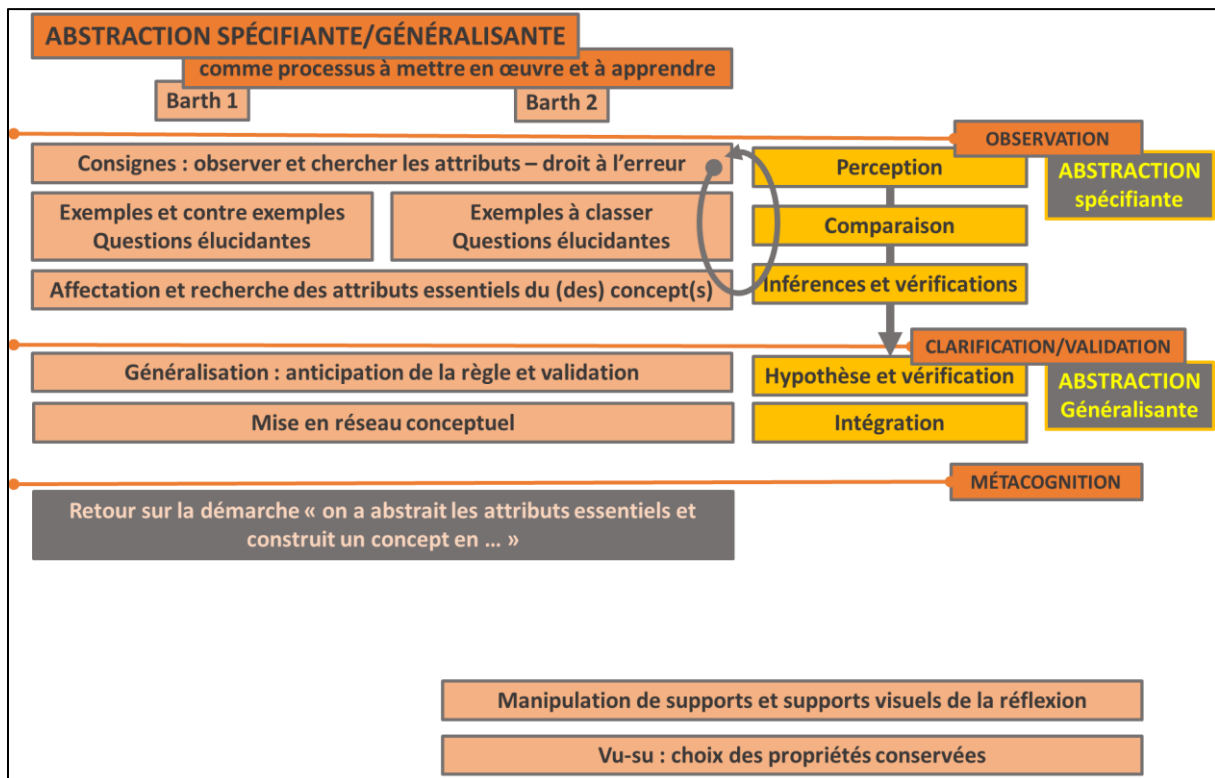 ABSTRACTION SPÉCIFIANTE/GÉNÉRALISANTE
comme processus à mettre en œuvre et à apprendre
Barth 1
Barth 2
OBSERVATION
Consignes : observer et chercher les attributs – droit à l'erreur
Perception
ABSTRACTION
spécifiante
Exemples et contre exemples
Questions élucidantes
Exemples à classer
Questions élucidantes
Comparaison
Affectation et recherche des attributs essentiels du (des) concept(s)
Inférences et vérifications
CLARIFICATION/VALIDATION
Généralisation : anticipation de la règle et validation
Hypothèse et vérification
ABSTRACTION
Généralisante
Mise en réseau conceptuel
Intégration
MÉTACOGNITION
Retour sur la démarche « on a abstrait les attributs essentiels et
construit un concept en ... »
Manipulation de supports et supports visuels de la réflexion
Vu-su : choix des propriétés conservées